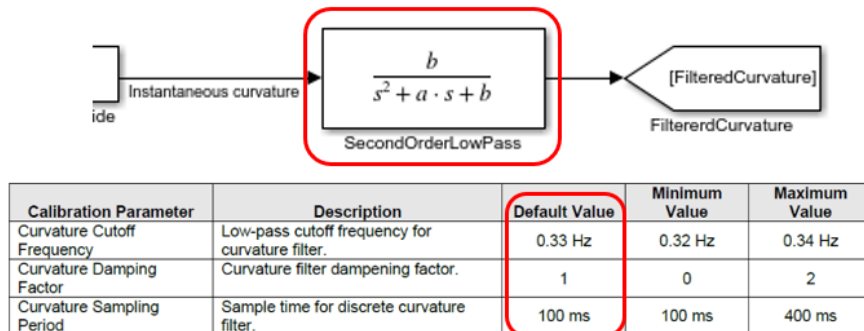 b
s² + a · s + b
Instantaneous curvature
[FilteredCurvature]
ide
SecondOrderLowPass
FiltererdCurvature
Calibration Parameter Description Default Value Minimum Value Maximum Value
Curvature Cutoff Frequency Low-pass cutoff frequency for curvature filter. 0.33 Hz 0.32 Hz 0.34 Hz
Curvature Damping Factor Curvature filter dampening factor. 1 0 2
Curvature Sampling Period Sample time for discrete curvature filter. 100 ms 100 ms 400 ms